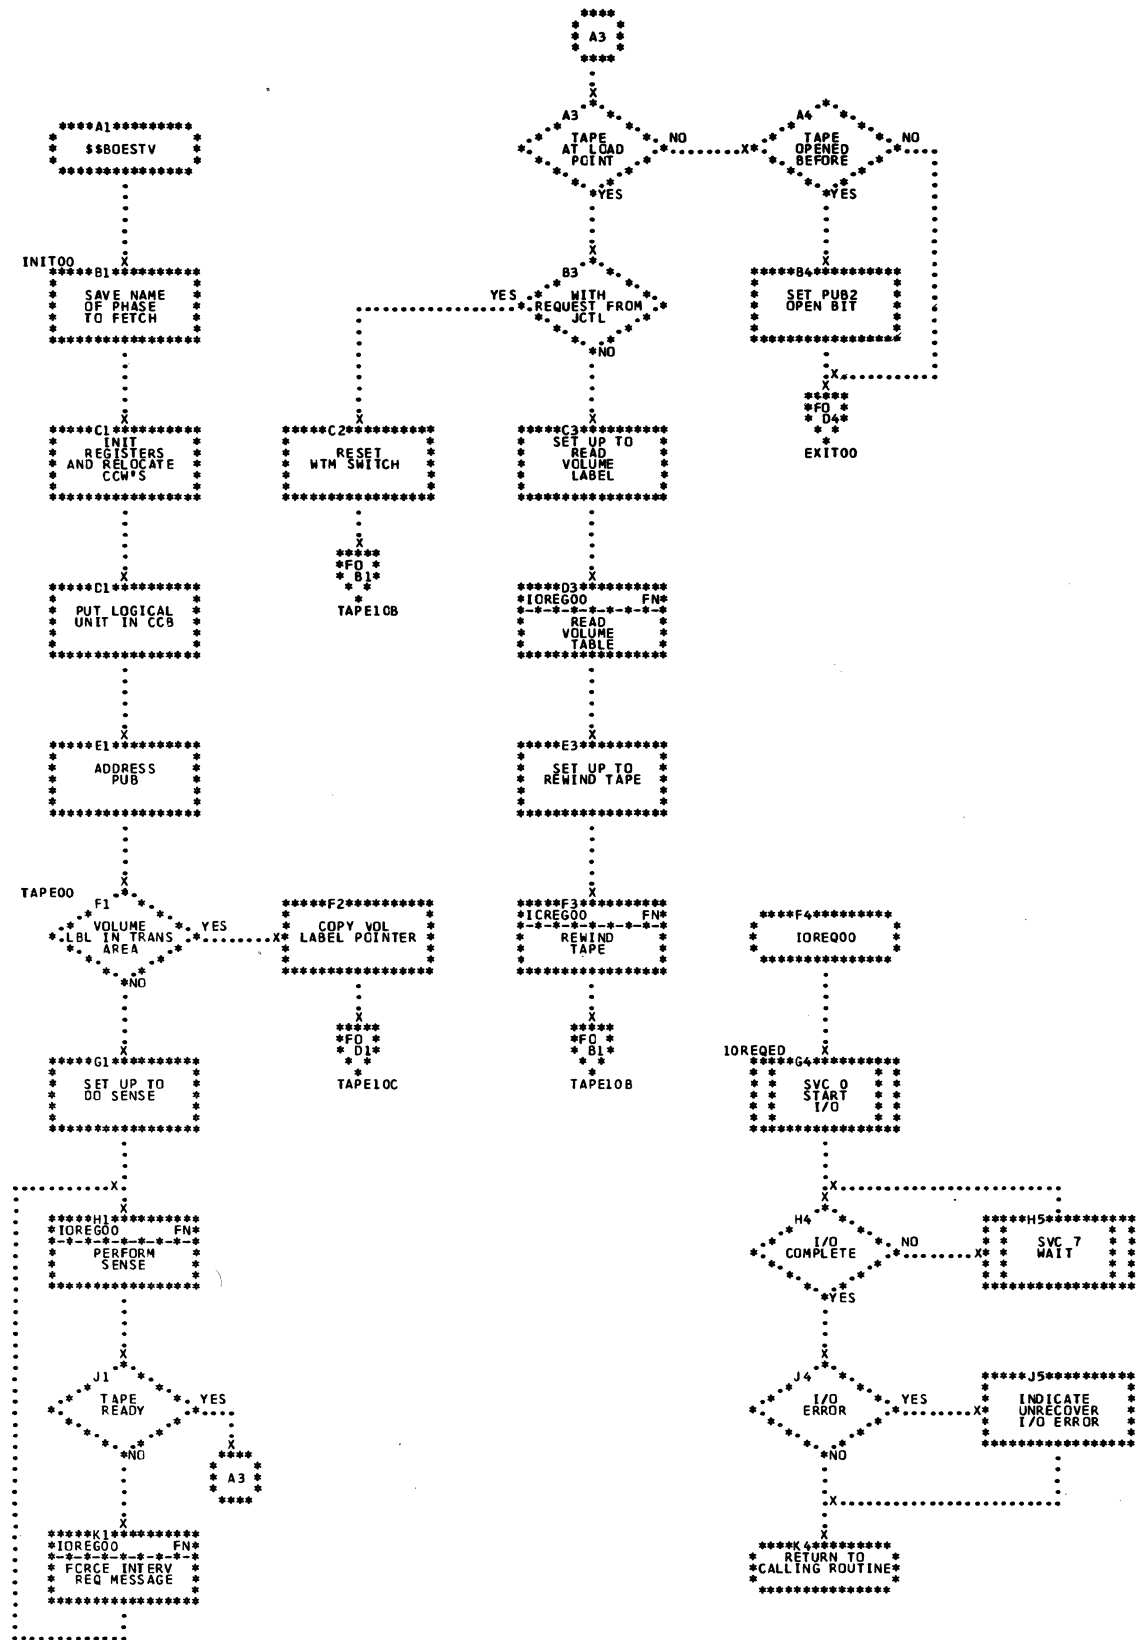 A3
A3
TAPE
AT LOAD
POINT
NO
YES
A4
TAPE
OPENED
BEFORE
NO
YES
A1
$$BOESTV
INIT00
B1
SAVE NAME
OF PHASE
TO FETCH
B3
WITH
REQUEST FROM
JCTL
YES
NO
B4
SET PUB2
OPEN BIT
F0
D4
EXIT00
C1
INIT
REGISTERS
AND RELOCATE
CCW'S
C2
RESET
WTM SWITCH
F0
B1
TAPE10B
C3
SET UP TO
READ
VOLUME
LABEL
D1
PUT LOGICAL
UNIT IN CCB
D3
IOREG00 FN
READ
VOLUME
TABLE
E1
ADDRESS
PUB
E3
SET UP TO
REWIND TAPE
TAPE00
F1
VOLUME
LBL IN TRANS
AREA
YES
NO
F2
COPY VOL
LABEL POINTER
F0
D1
TAPE10C
F3
ICREG00 FN
REWIND
TAPE
F0
B1
TAPE10B
F4
IOREQ00
G1
SET UP TO
DO SENSE
IOREQED
G4
SVC 0
START
I/O
H1
IOREG00 FN
PERFORM
SENSE
H4
I/O
COMPLETE
NO
YES
H5
SVC 7
WAIT
J1
TAPE
READY
YES
NO
A3
J4
I/O
ERROR
YES
NO
J5
INDICATE
UNRECOVER
I/O ERROR
K1
IOREG00 FN
FCRCE INTERV
REQ MESSAGE
K4
RETURN TO
CALLING ROUTINE